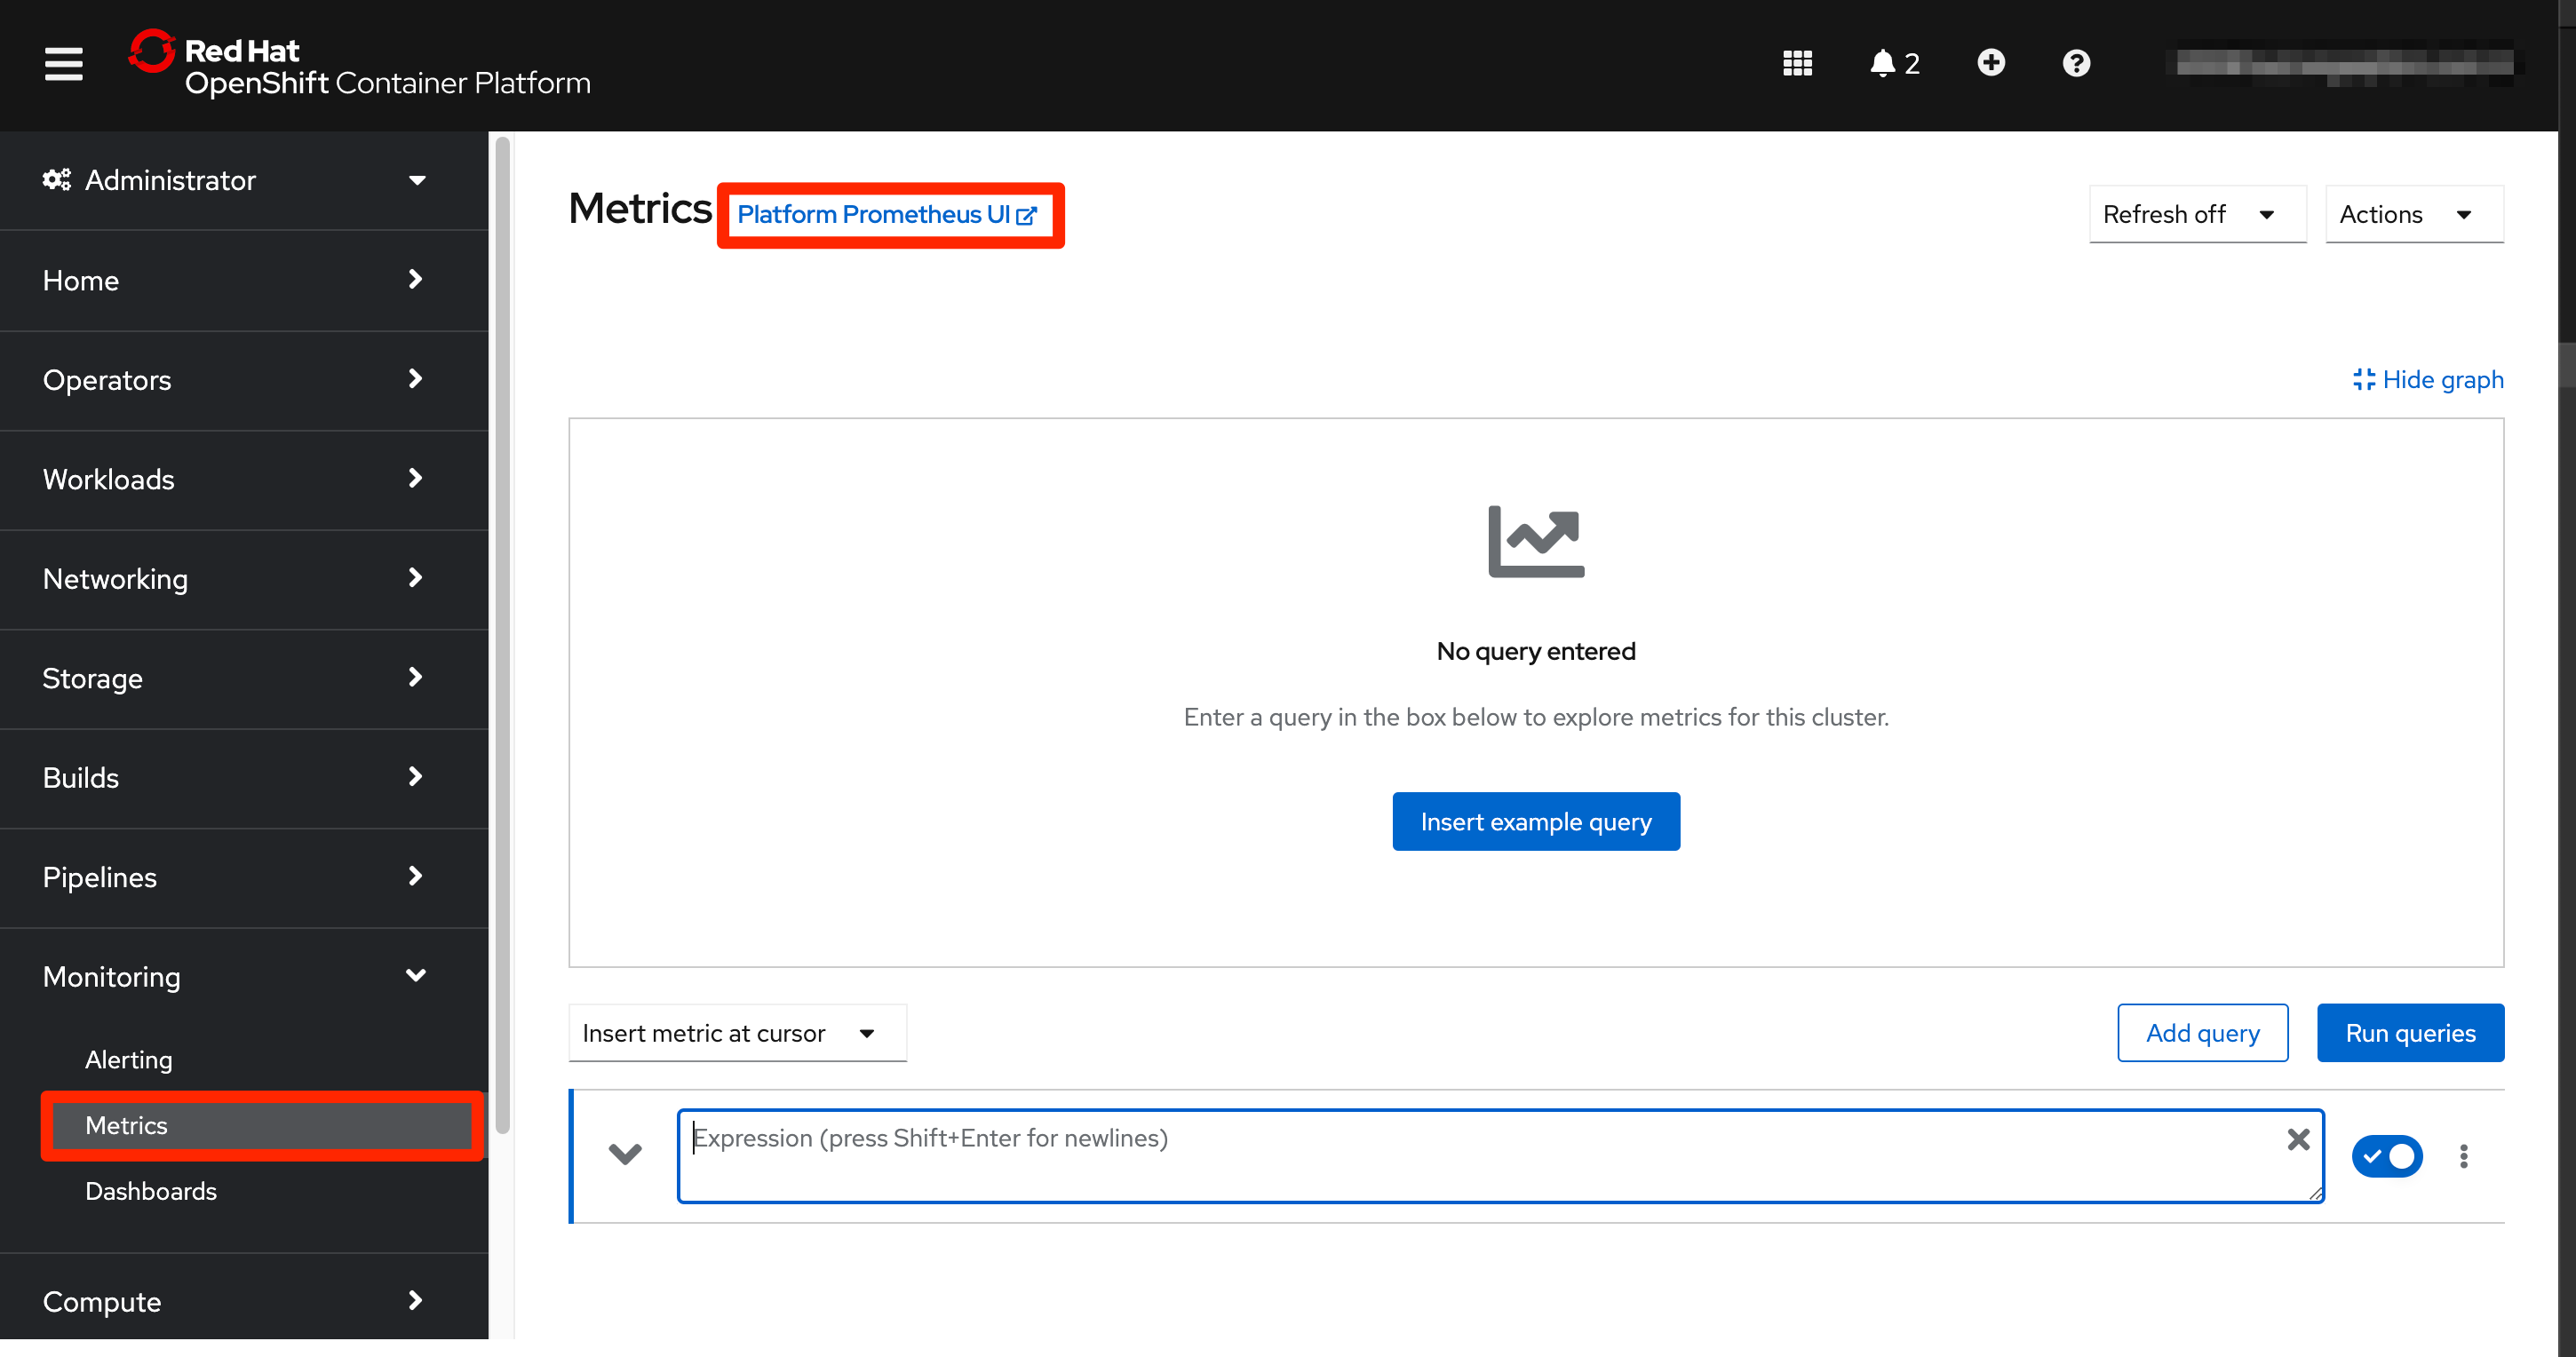 Red Hat
OpenShift Container Platform
2
Administrator
Home
Operators
Workloads
Networking
Storage
Builds
Pipelines
Monitoring
Alerting
Metrics
Dashboards
Compute
Metrics Platform Prometheus UI
Refresh off
Actions
Hide graph
No query entered
Enter a query in the box below to explore metrics for this cluster.
Insert example query
Insert metric at cursor
Add query
Run queries
Expression (press Shift+Enter for newlines)